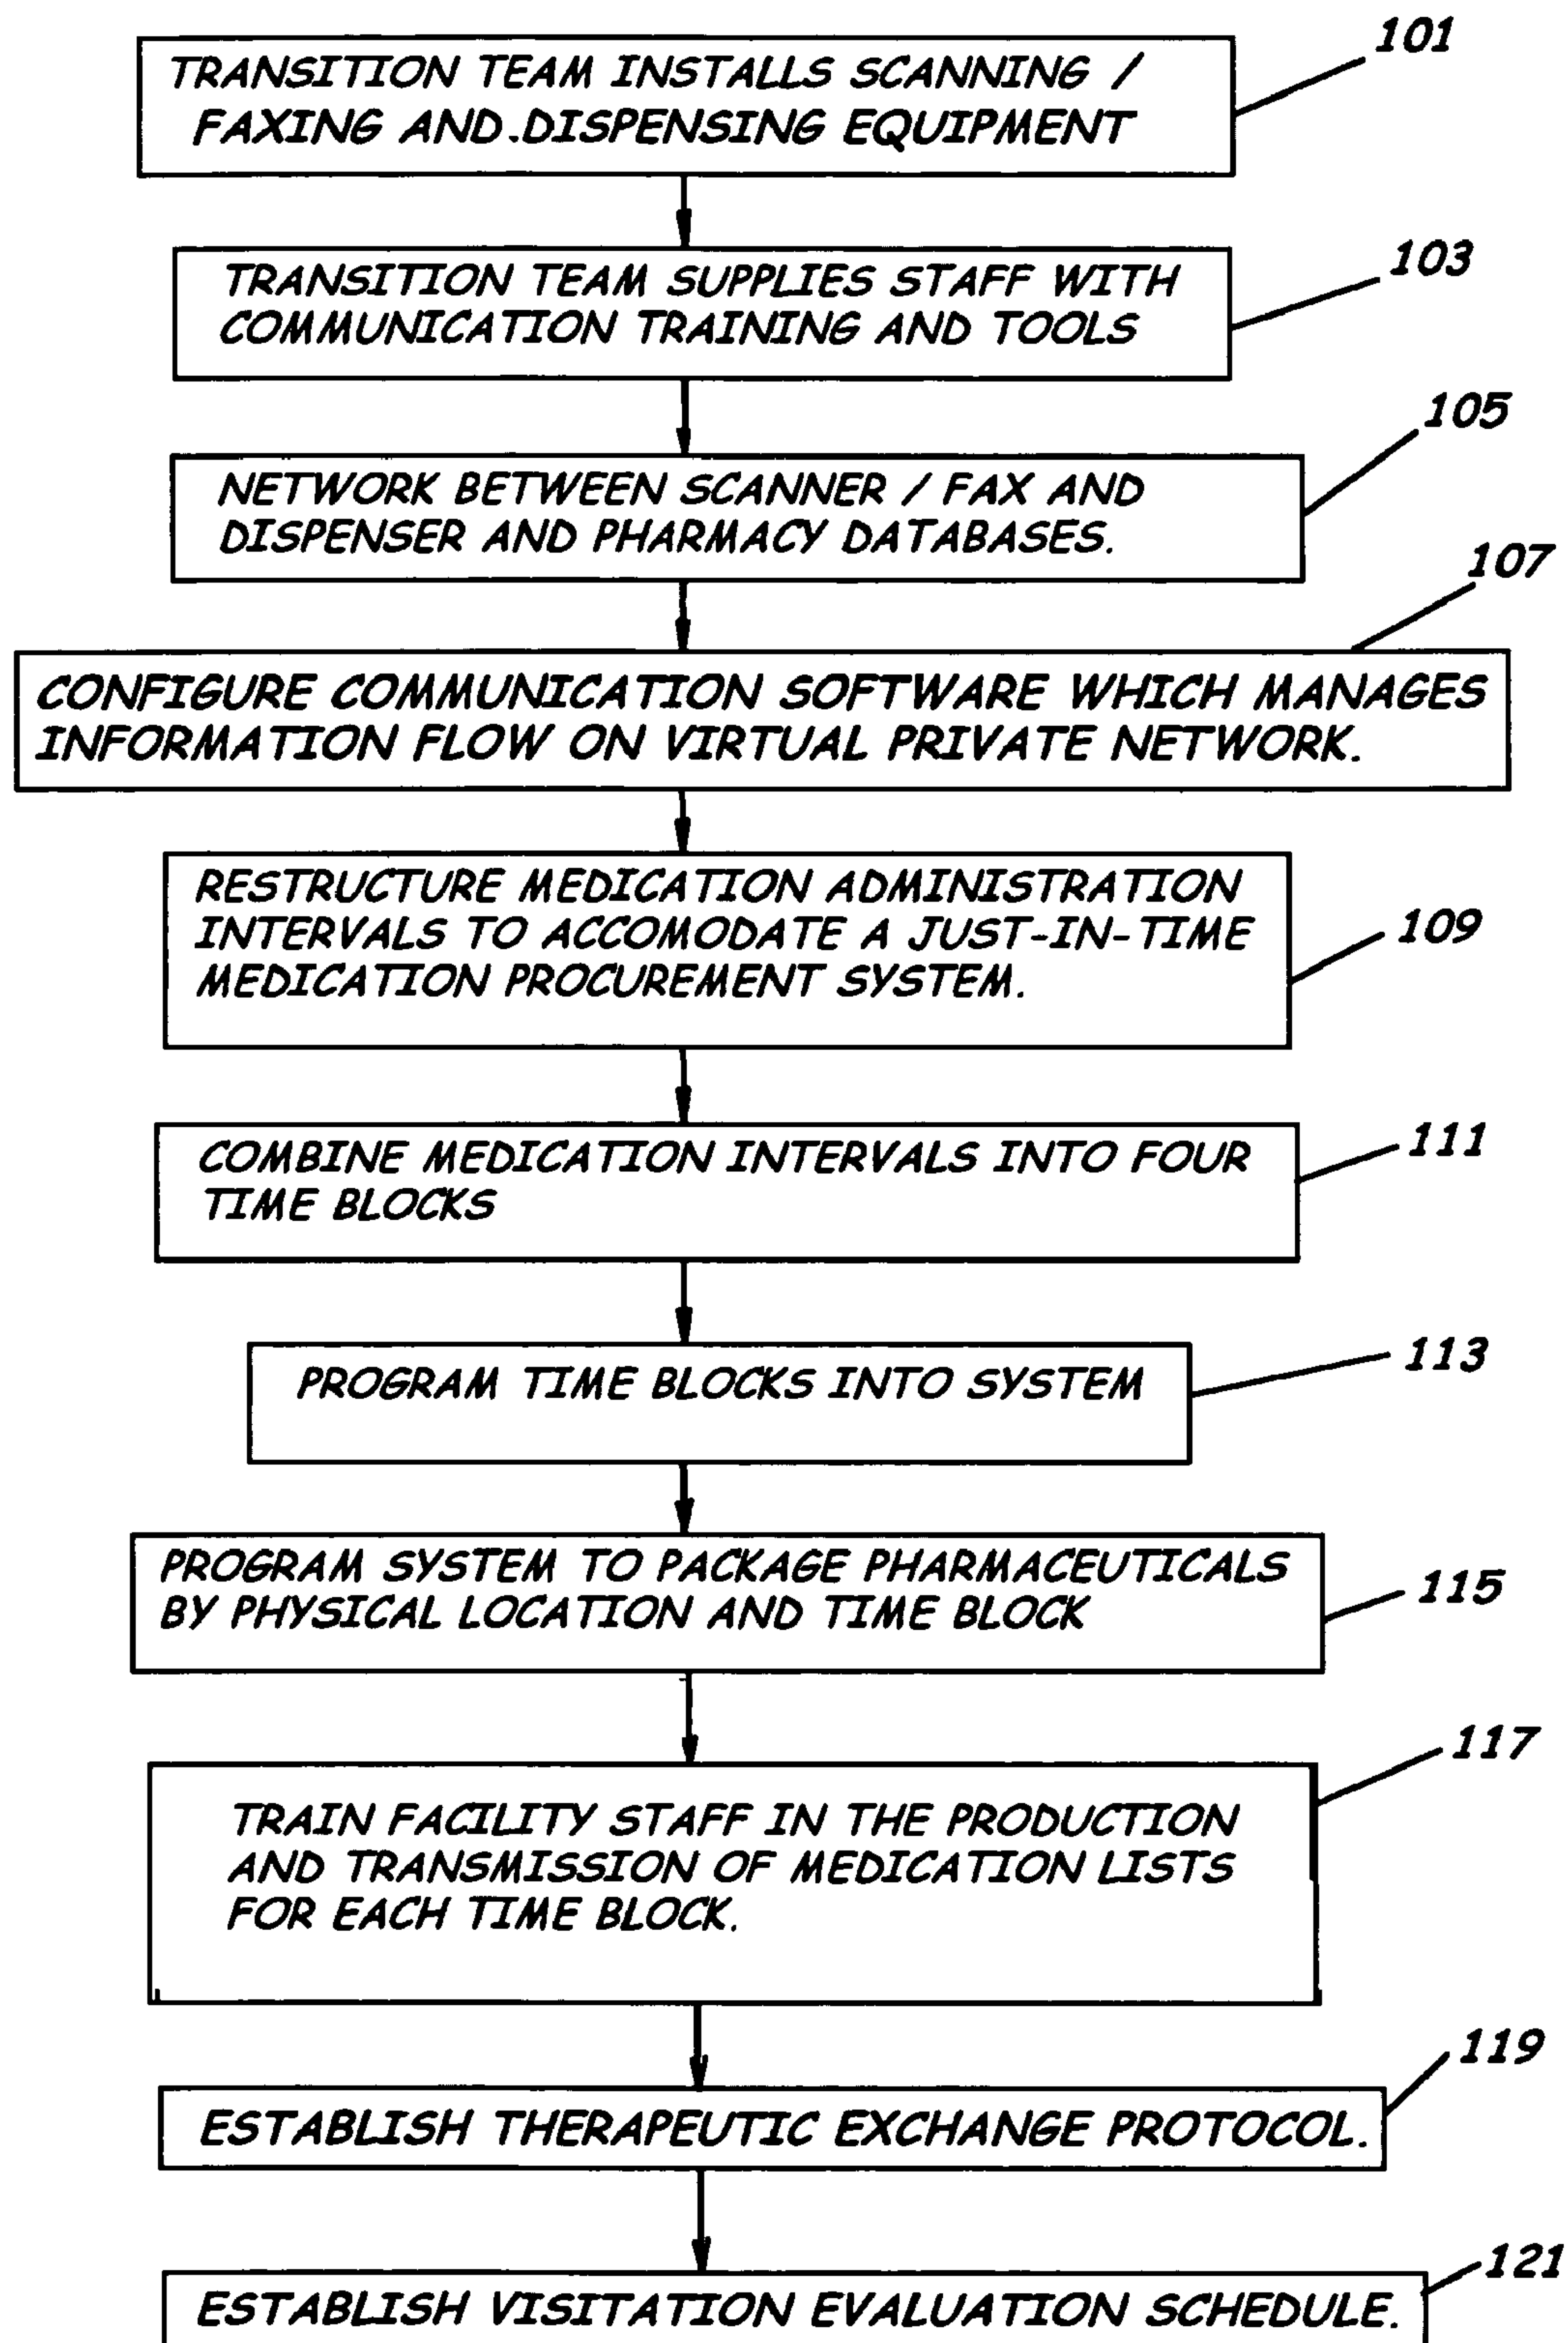 101
TRANSITION TEAM INSTALLS SCANNING /
FAXING AND.DISPENSING EQUIPMENT
103
TRANSITION TEAM SUPPLIES STAFF WITH
COMMUNICATION TRAINING AND TOOLS
105
NETWORK BETWEEN SCANNER / FAX AND
DISPENSER AND PHARMACY DATABASES.
107
CONFIGURE COMMUNICATION SOFTWARE WHICH MANAGES
INFORMATION FLOW ON VIRTUAL PRIVATE NETWORK.
RESTRUCTURE MEDICATION ADMINISTRATION
INTERVALS TO ACCOMODATE A JUST-IN-TIME
MEDICATION PROCUREMENT SYSTEM.
109
COMBINE MEDICATION INTERVALS INTO FOUR
TIME BLOCKS
111
PROGRAM TIME BLOCKS INTO SYSTEM
113
PROGRAM SYSTEM TO PACKAGE PHARMACEUTICALS
BY PHYSICAL LOCATION AND TIME BLOCK
115
117
TRAIN FACILITY STAFF IN THE PRODUCTION
AND TRANSMISSION OF MEDICATION LISTS
FOR EACH TIME BLOCK.
119
ESTABLISH THERAPEUTIC EXCHANGE PROTOCOL.
121
ESTABLISH VISITATION EVALUATION SCHEDULE.